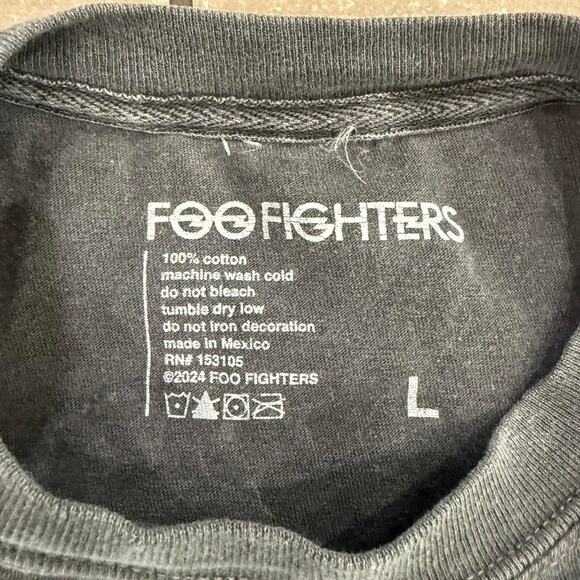 FOO FIGHTERS
100% cotton
machine wash cold
do not bleach
tumble dry low
do not iron decoration
made in Mexico
RN# 153105
©2024 FOO FIGHTERS
L